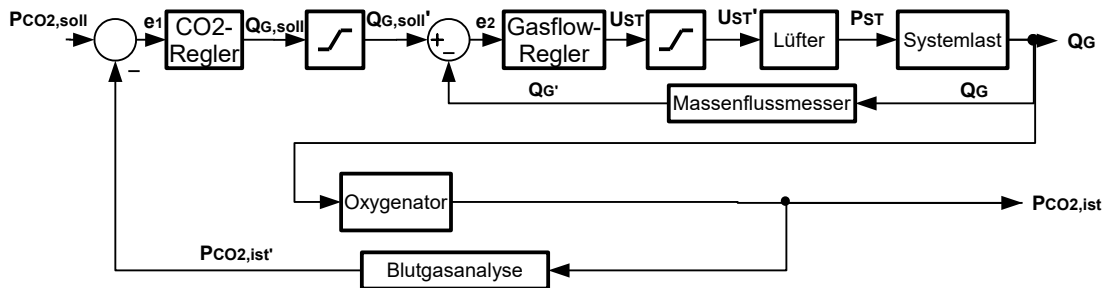 PCO2,soll
e1
CO2-
Regler
QG,soll
QG,soll'
+
–
e2
Gasflow-
Regler
UST
UST'
Lüfter
PST
Systemlast
QG
–
QG'
Massenflussmesser
QG
Oxygenator
PCO2,ist
PCO2,ist'
Blutgasanalyse